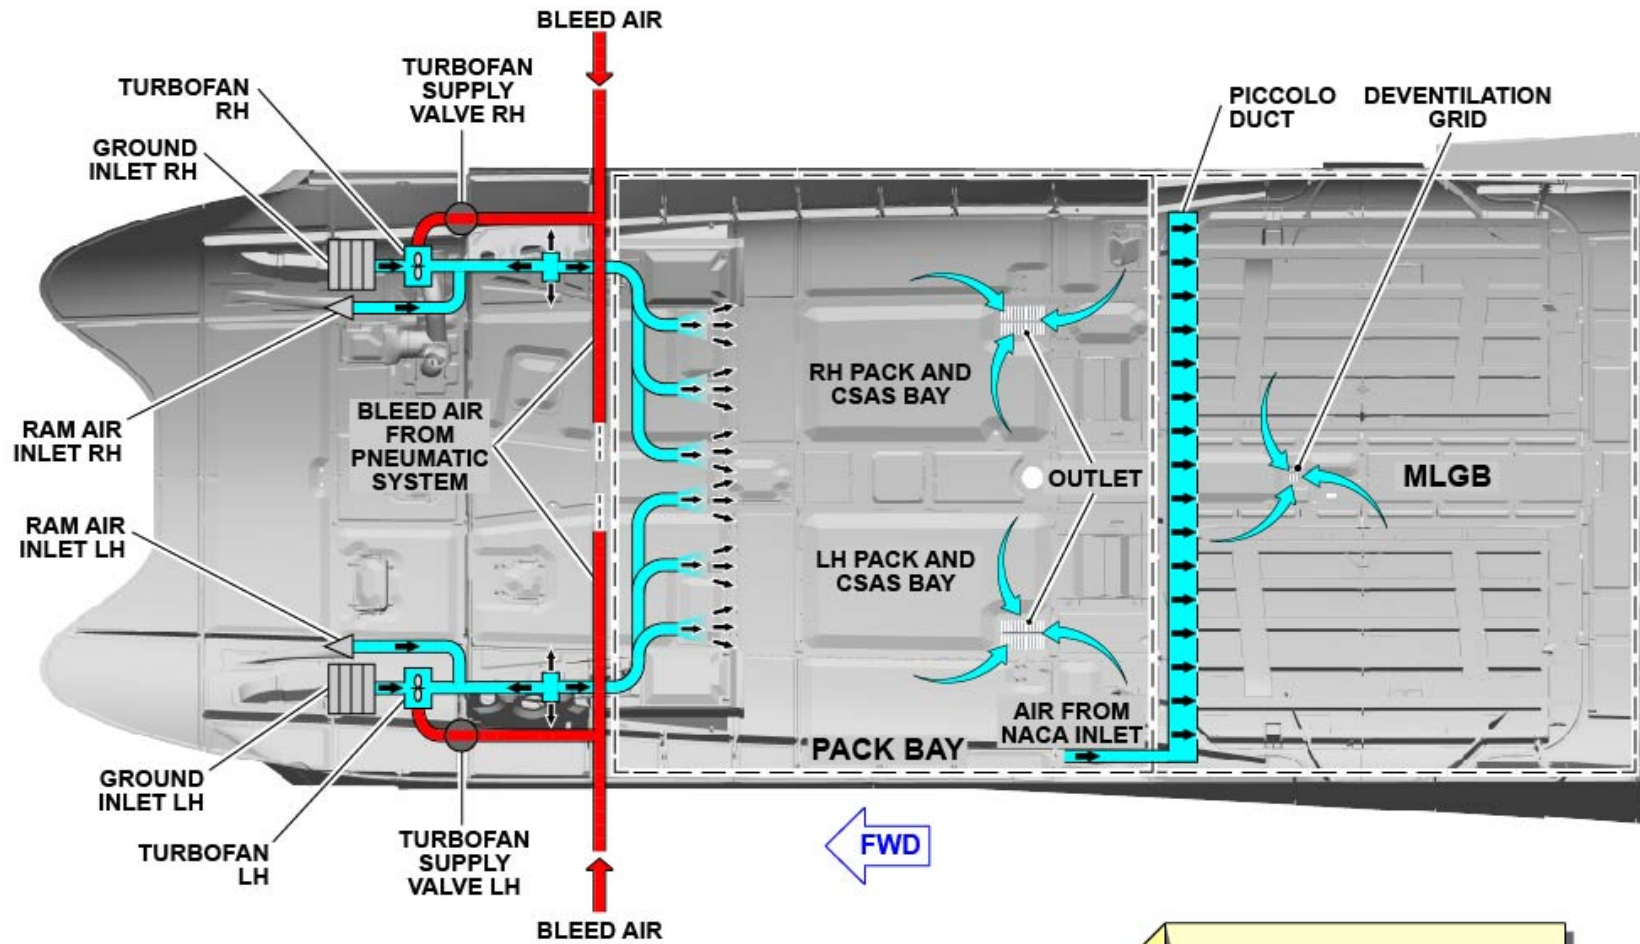 BLEED AIR
TURBOFAN
SUPPLY
VALVE RH
TURBOFAN
RH
GROUND
INLET RH
PICCOLO
DUCT
DEVENTILATION
GRID
RH PACK AND
CSAS BAY
RAM AIR
INLET RH
BLEED AIR
FROM
PNEUMATIC
SYSTEM
OUTLET
MLGB
RAM AIR
INLET LH
LH PACK AND
CSAS BAY
AIR FROM
NACA INLET
PACK BAY
GROUND
INLET LH
TURBOFAN
LH
TURBOFAN
SUPPLY
VALVE LH
FWD
BLEED AIR